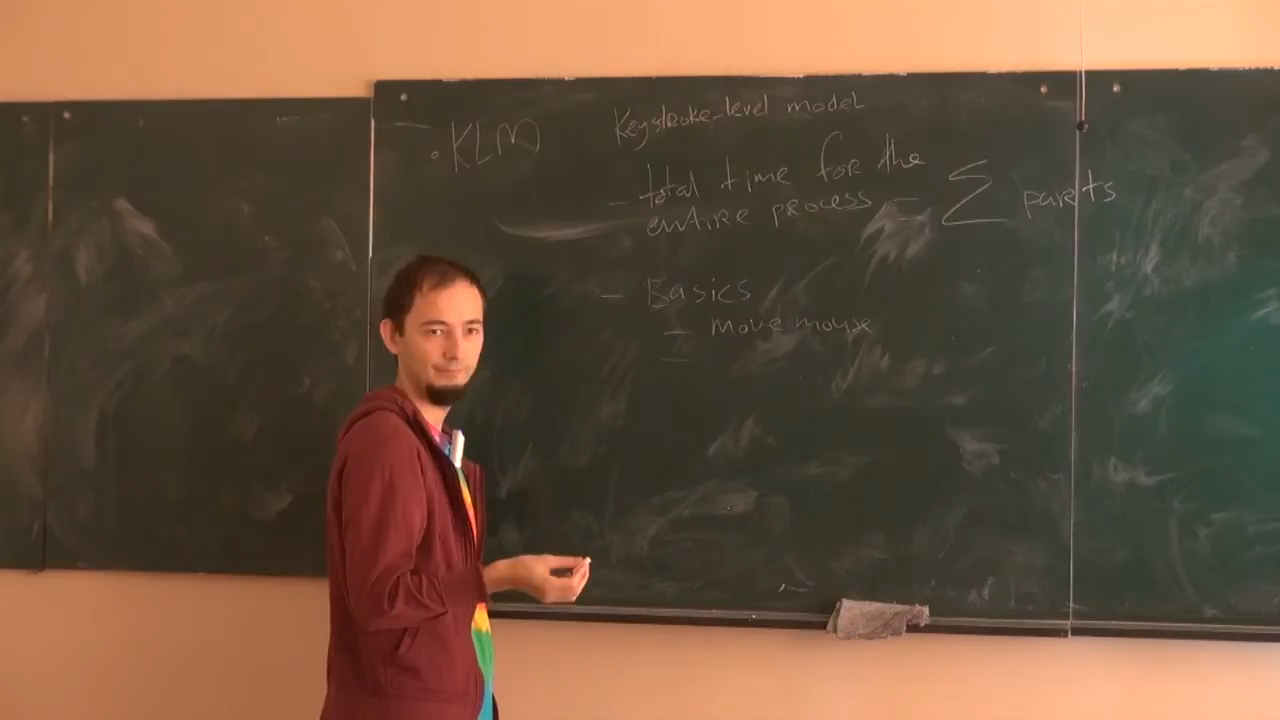 • KLM
Keystroke-level model
- total time for the
entire process - Σ parts
- Basics
- move mouse
-